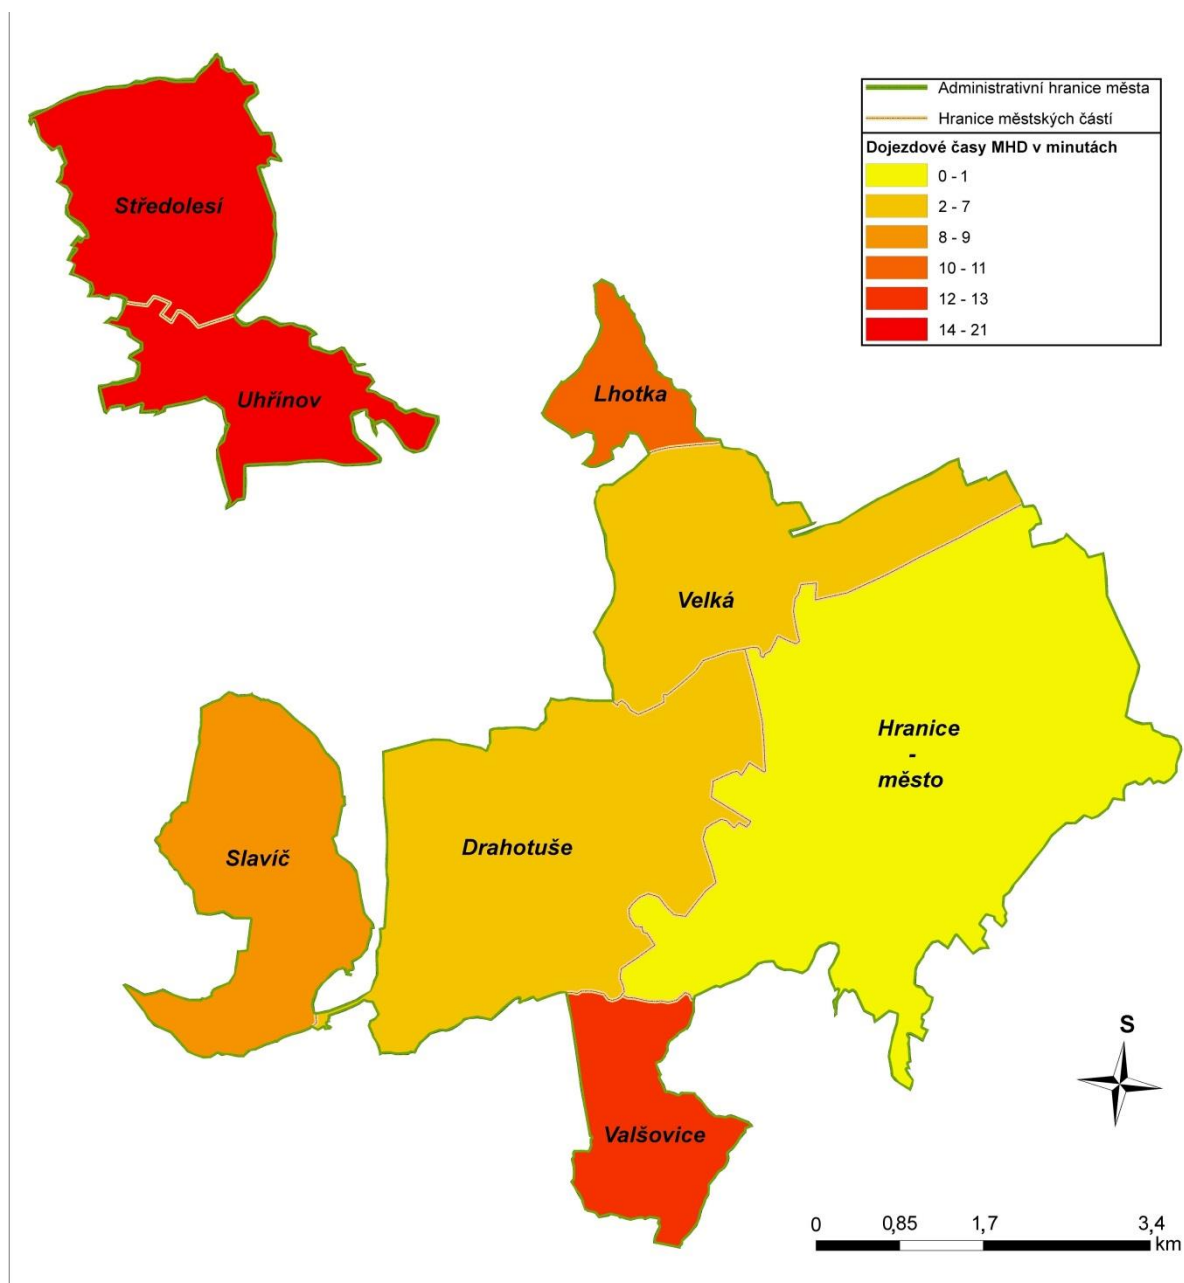 Administrativní hranice města
Hranice městských částí
Dojezdové časy MHD v minutách
0 - 1
2 - 7
8 - 9
10 - 11
12 - 13
14 - 21
Středolesí
Uhřínov
Lhotka
Velká
Hranice
-
město
Drahotuše
Slavíč
Valšovice
S
0 0,85 1,7 3,4
km